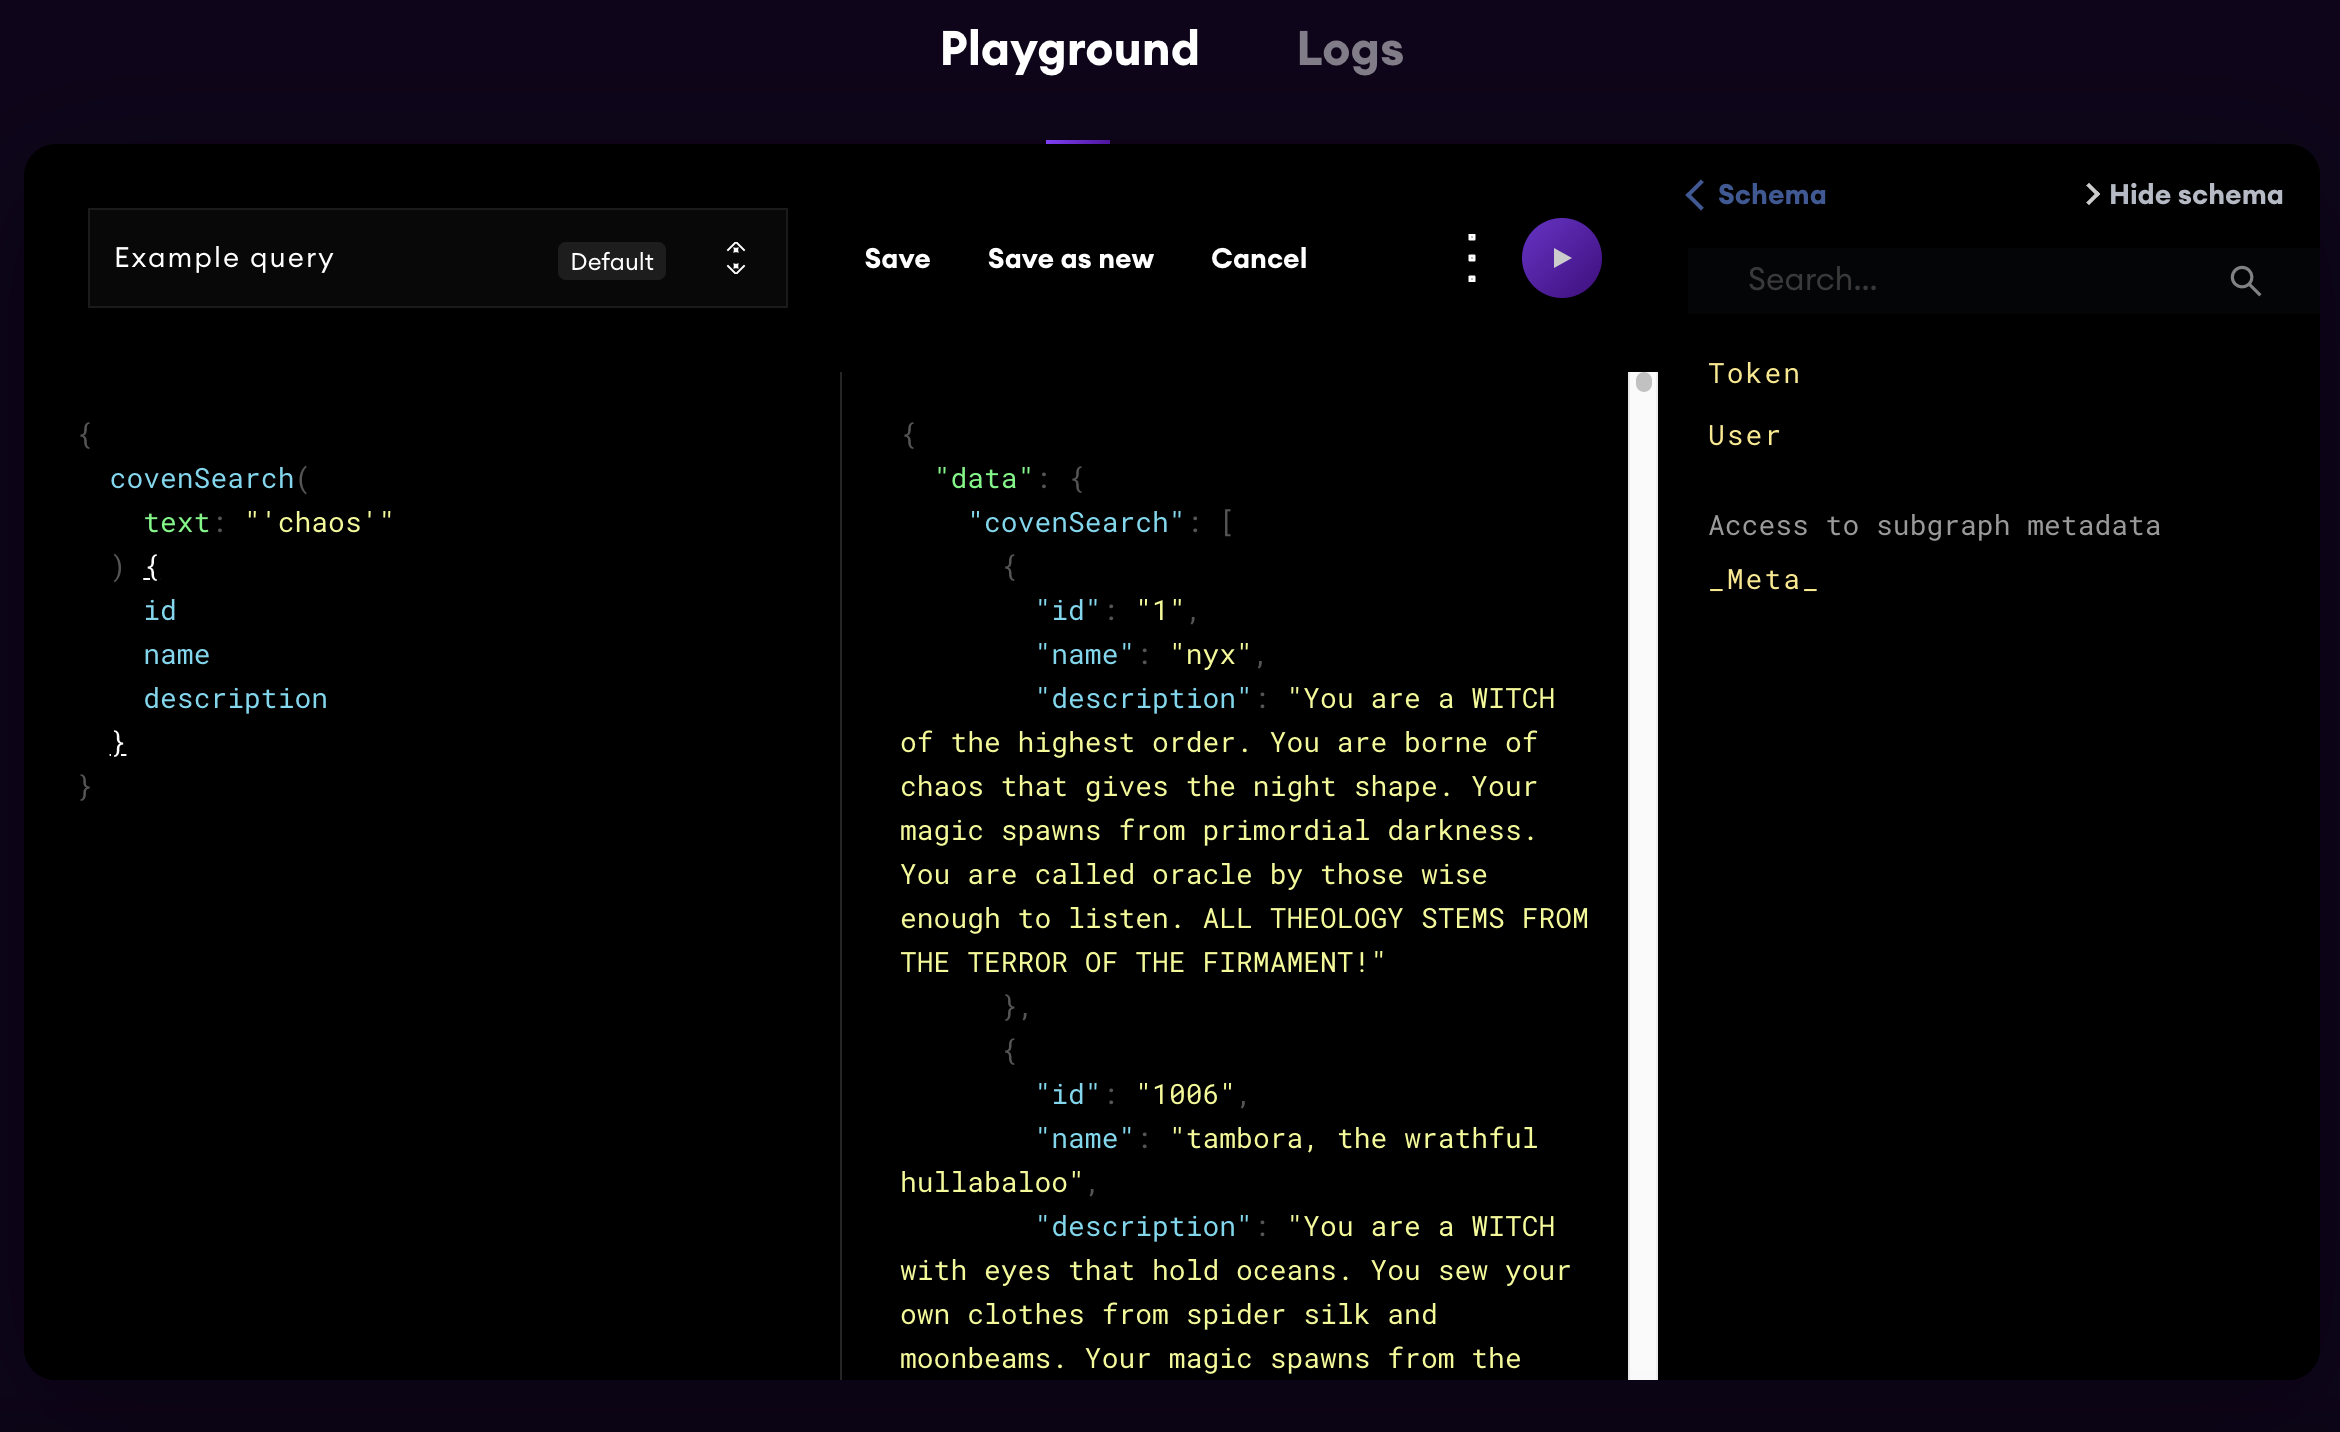 Playground Logs
Example query Default
Save Save as new Cancel
{
  covenSearch(
    text: "'chaos'"
  ) {
    id
    name
    description
  }
}
{
  "data": {
    "covenSearch": [
      {
        "id": "1",
        "name": "nyx",
        "description": "You are a WITCH
of the highest order. You are borne of
chaos that gives the night shape. Your
magic spawns from primordial darkness.
You are called oracle by those wise
enough to listen. ALL THEOLOGY STEMS FROM
THE TERROR OF THE FIRMAMENT!"
      },
      {
        "id": "1006",
        "name": "tambora, the wrathful
hullabaloo",
        "description": "You are a WITCH
with eyes that hold oceans. You sew your
own clothes from spider silk and
moonbeams. Your magic spawns from the
Schema Hide schema
Search...
Token
User
Access to subgraph metadata
_Meta_